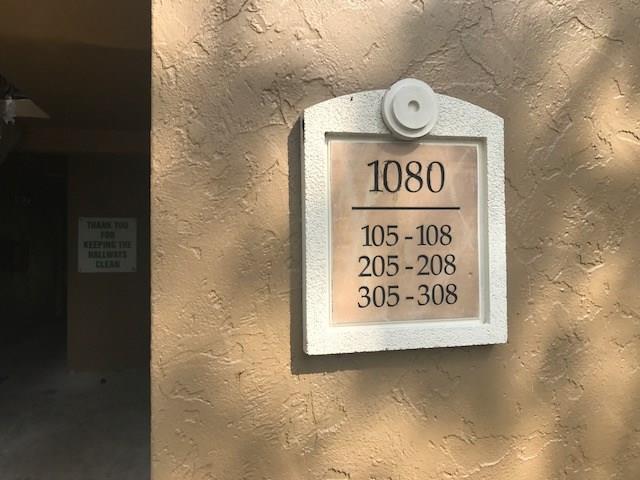 THANK YOU
FOR
KEEPING THE
HALLWAYS
CLEAN
1080
105 - 108
205 - 208
305 - 308